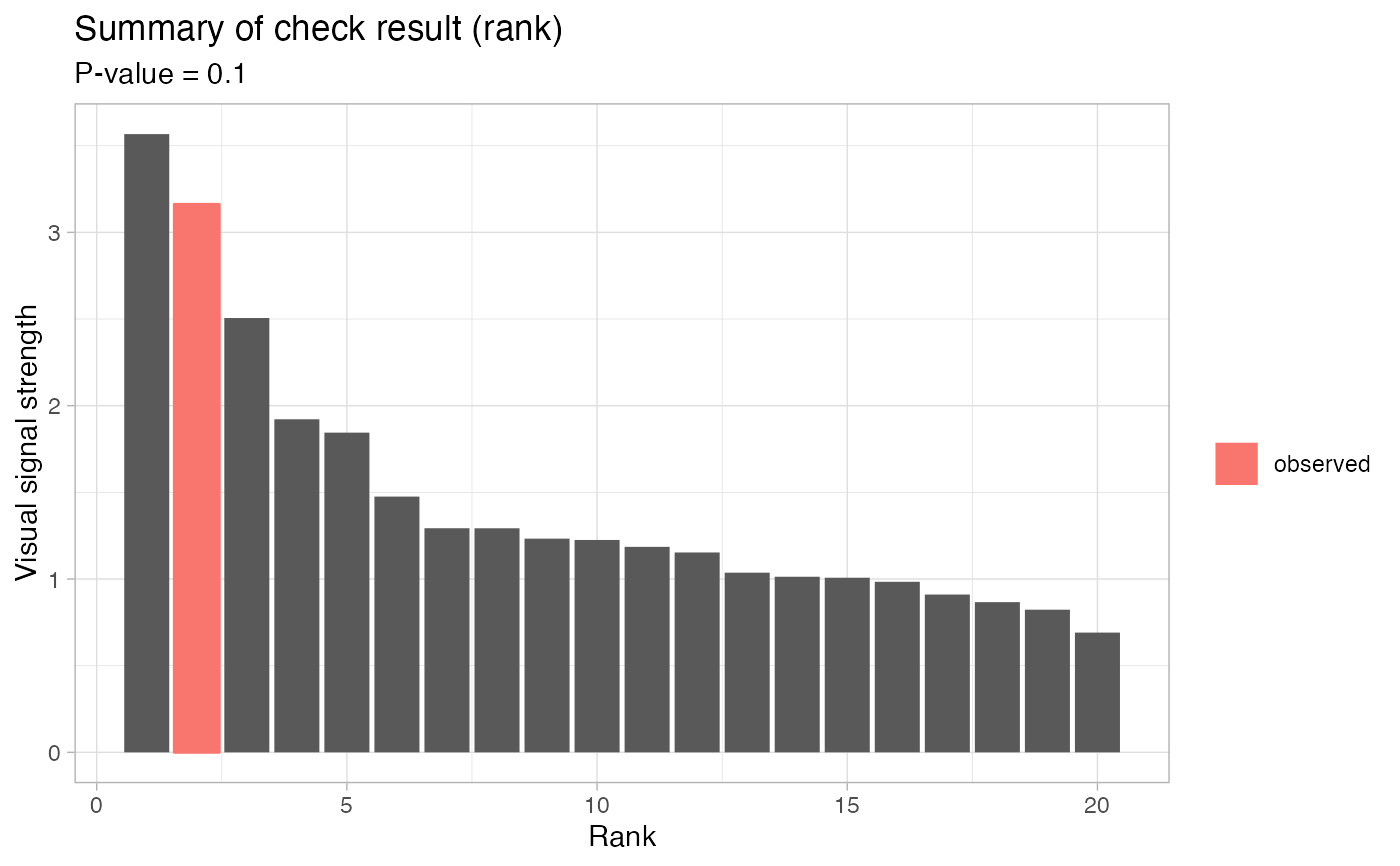 Summary of check result (rank)
P-value = 0.1
Visual signal strength
3
2
1
0
0 5 10 15 20
Rank
observed